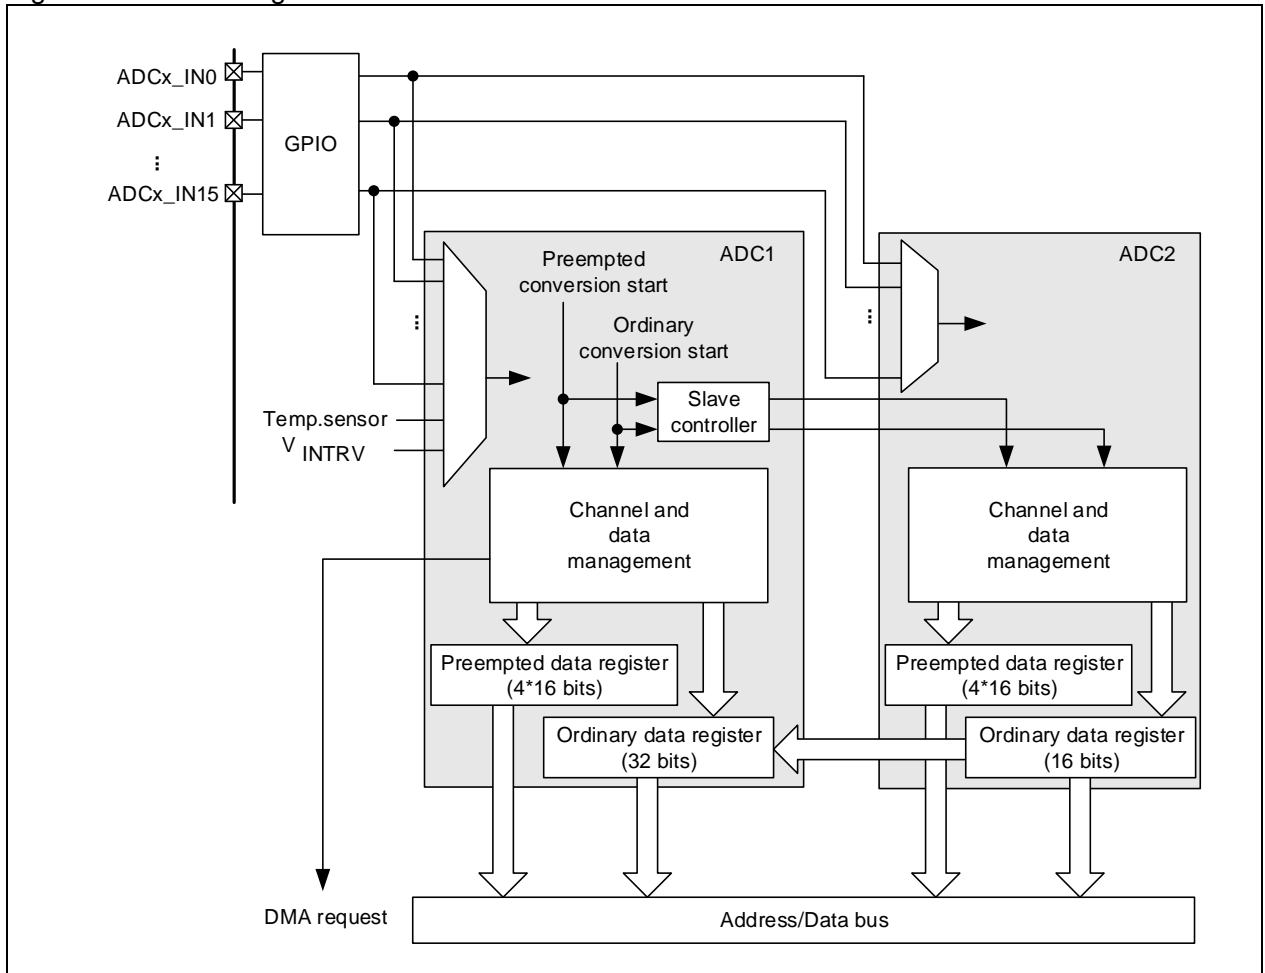 ADCx_IN0
ADCx_IN1
...
ADCx_IN15
GPIO
ADC1
Preempted
conversion start
...
Ordinary
conversion start
Slave
controller
Temp.sensor
V INTRV
Channel and
data
management
Preempted data register
(4*16 bits)
Ordinary data register
(32 bits)
ADC2
...
Channel and
data
management
Preempted data register
(4*16 bits)
Ordinary data register
(16 bits)
DMA request
Address/Data bus